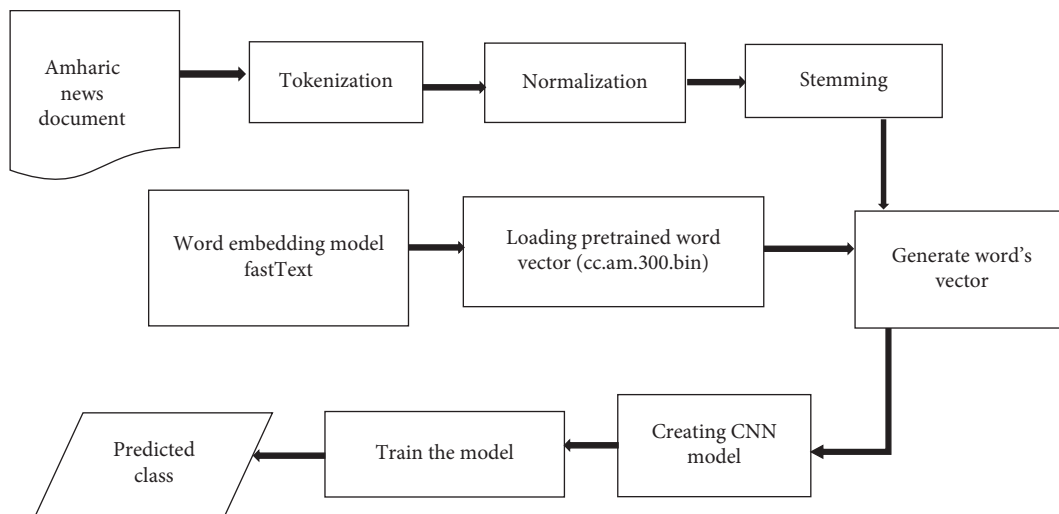 Amharic
news
document
Tokenization
Normalization
Stemming
Word embedding model
fastText
Loading pretrained word
vector (cc.am.300.bin)
Generate word's
vector
Creating CNN
model
Train the model
Predicted
class